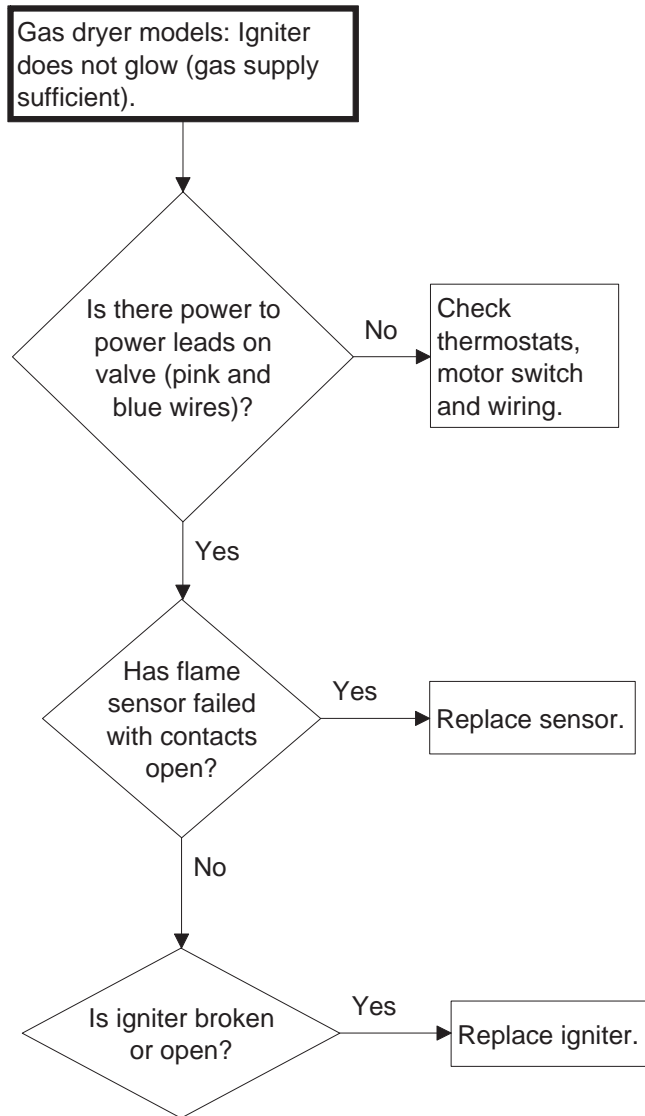 Gas dryer models: Igniter
does not glow (gas supply
sufficient).
Is there power to
power leads on
valve (pink and
blue wires)?
No
Check
thermostats,
motor switch
and wiring.
Yes
Has flame
sensor failed
with contacts
open?
Yes
Replace sensor.
No
Is igniter broken
or open?
Yes
Replace igniter.